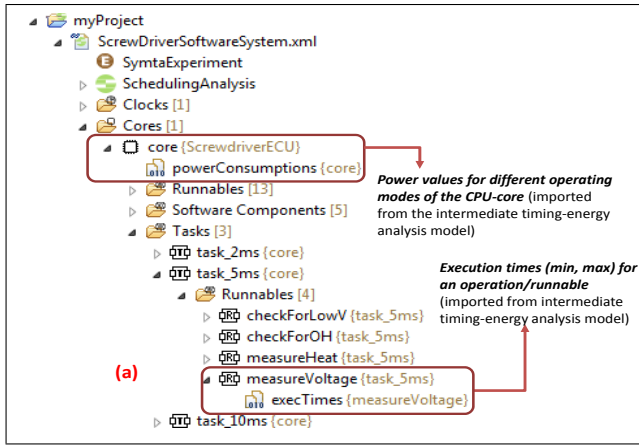 myProject
ScrewDriverSoftwareSystem.xml
E SymtaExperiment
SchedulingAnalysis
Clocks [1]
Cores [1]
core {ScrewdriverECU}
010 powerConsumptions {core}
Runnables [13]
Software Components [5]
Tasks [3]
T task_2ms {core}
T task_5ms {core}
Runnables [4]
R checkForLowV {task_5ms}
R checkForOH {task_5ms}
R measureHeat {task_5ms}
R measureVoltage {task_5ms}
010 execTimes {measureVoltage}
T task_10ms {core}
(a)
Power values for different operating
modes of the CPU-core (imported
from the intermediate timing-energy
analysis model)
Execution times (min, max) for
an operation/runnable
(imported from intermediate
timing-energy analysis model)